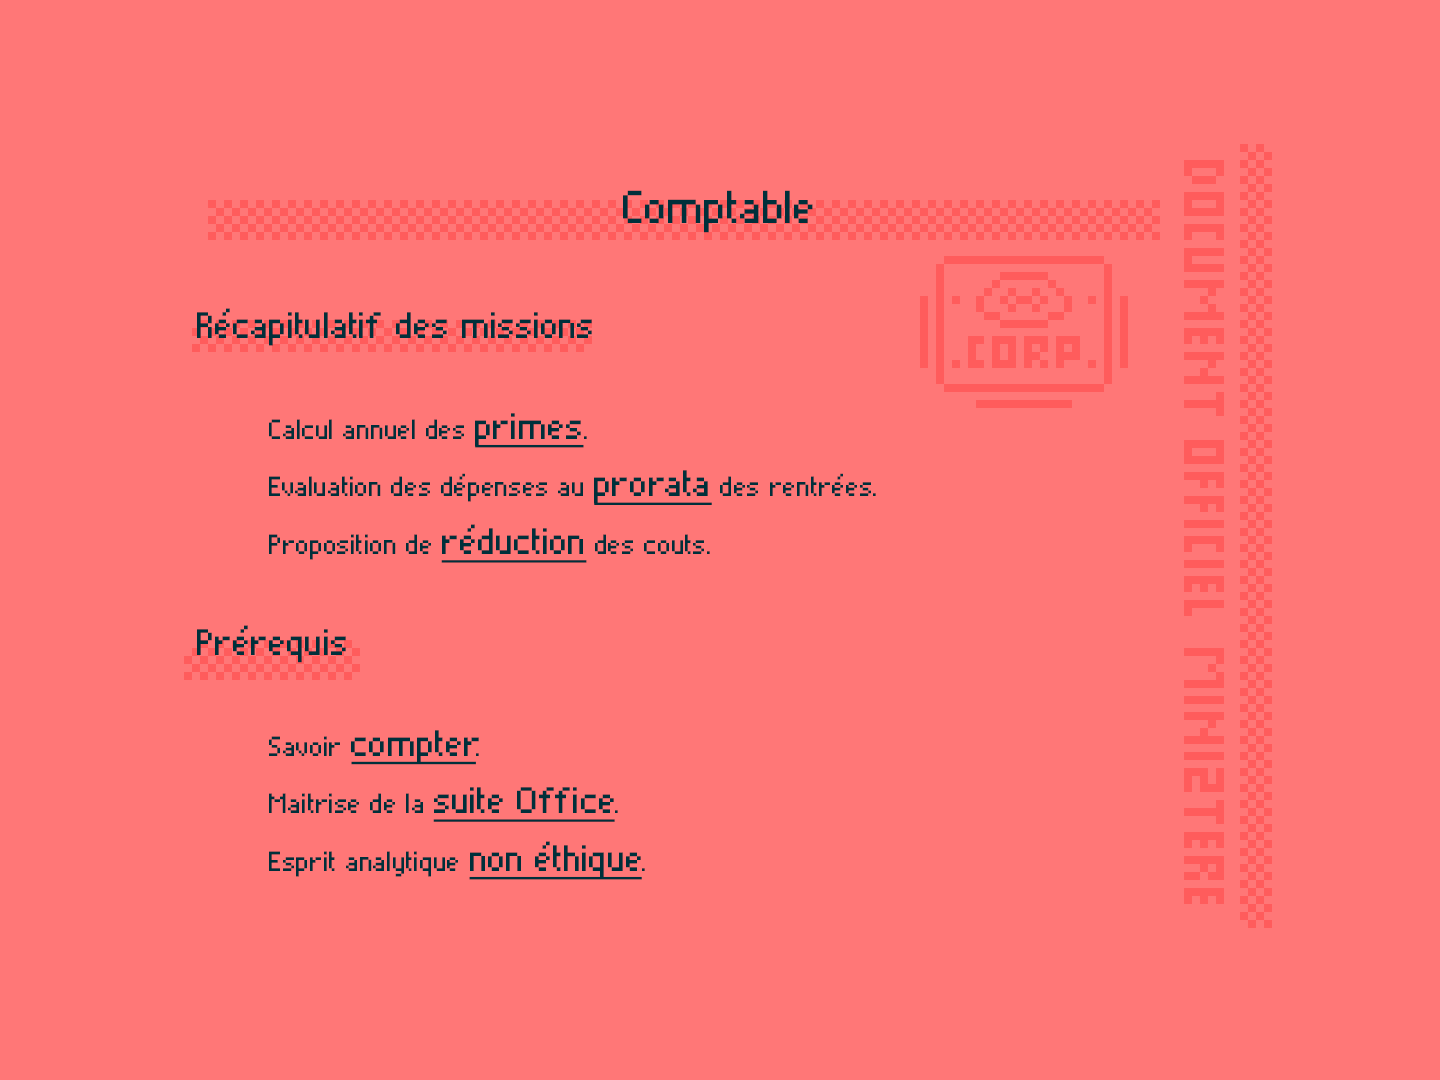 Comptable
.CORP.
Récapitulatif des missions
Calcul annuel des primes.
Evaluation des dépenses au prorata des rentrées.
Proposition de réduction des couts.
Prérequis
Savoir compter.
Maitrise de la suite Office.
Esprit analytique non éthique.
DOCUMENT OFFICIEL MINISTERE